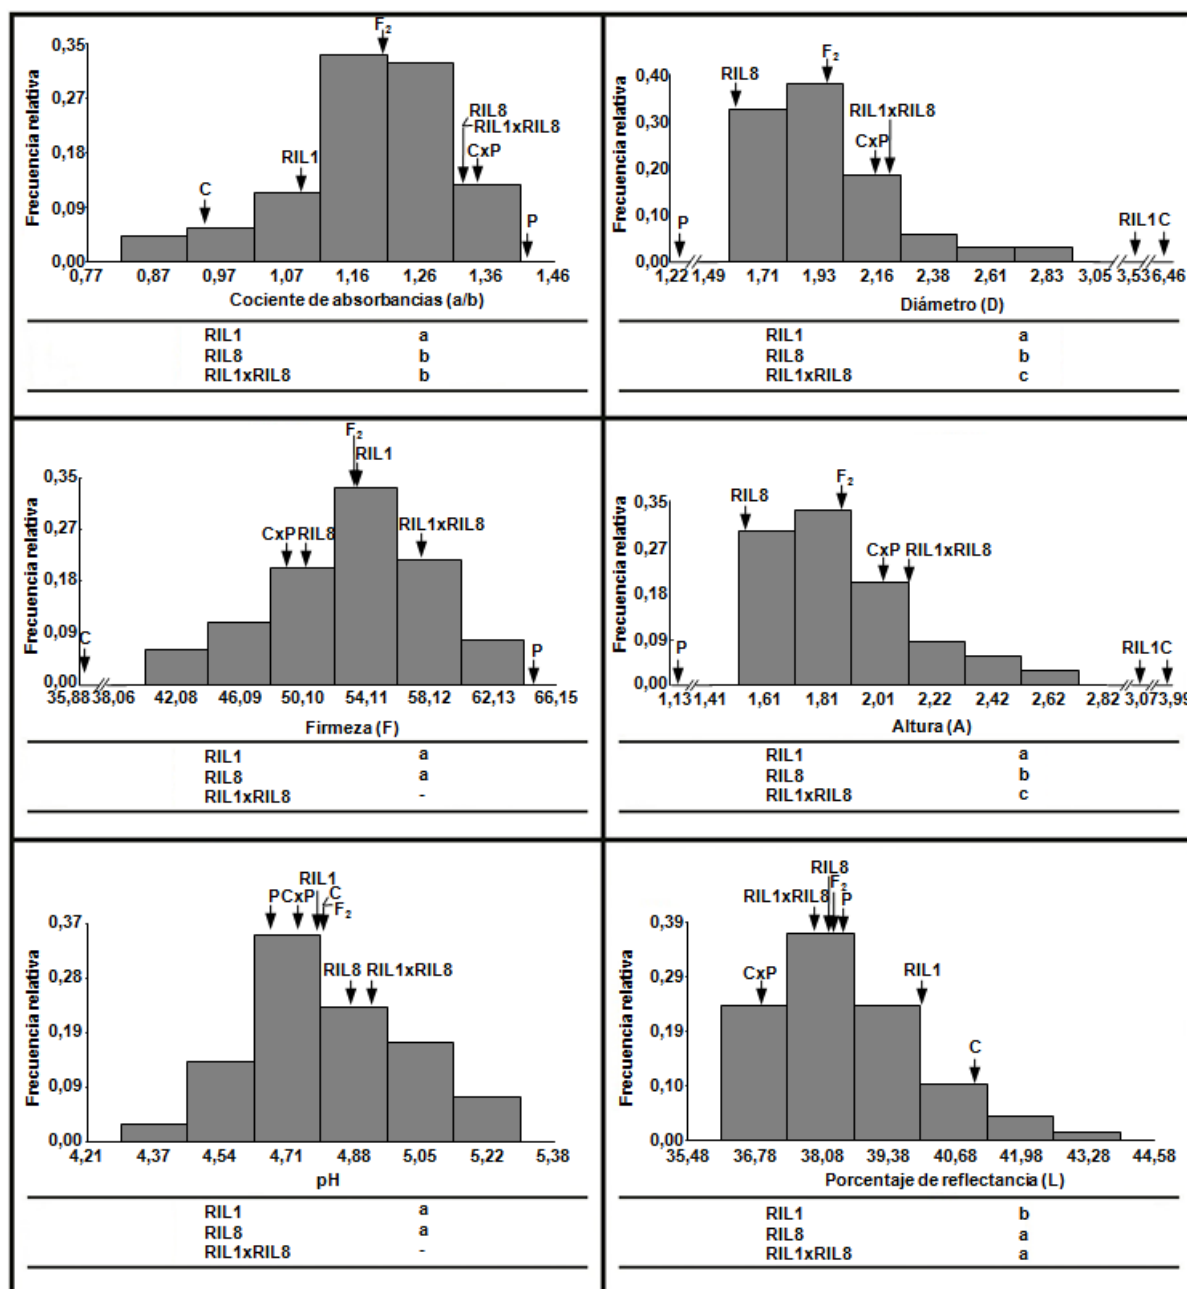 F2
0,35
0,27
0,18
0,09
0,00
Frecuencia relativa
C
RIL1
RIL8
RIL1xRIL8
CxP
P
0,77 0,87 0,97 1,07 1,16 1,26 1,36 1,46
Cociente de absorbancias (a/b)
RIL1 a
RIL8 b
RIL1xRIL8 b
0,40
0,30
0,20
0,10
0,00
Frecuencia relativa
P
RIL8
F2
RIL1xRIL8
CxP
RIL1 C
1,22 1,49 1,71 1,93 2,16 2,38 2,61 2,83 3,05 3,53 6,46
Diámetro (D)
RIL1 a
RIL8 b
RIL1xRIL8 c
F2
RIL1
0,35
0,27
0,18
0,09
0,00
Frecuencia relativa
C
CxP RIL8
RIL1xRIL8
P
35,88 38,06 42,08 46,09 50,10 54,11 58,12 62,13 66,15
Firmeza (F)
RIL1 a
RIL8 a
RIL1xRIL8 -
0,35
0,27
0,18
0,09
0,00
Frecuencia relativa
P
RIL8
F2
CxP RIL1xRIL8
RIL1 C
1,13 1,41 1,61 1,81 2,01 2,22 2,42 2,62 2,82 3,07 3,99
Altura (A)
RIL1 a
RIL8 b
RIL1xRIL8 c
RIL1
P CxP C
F2
0,37
0,28
0,19
0,09
0,00
Frecuencia relativa
RIL8 RIL1xRIL8
4,21 4,37 4,54 4,71 4,88 5,05 5,22 5,38
pH
RIL1 a
RIL8 a
RIL1xRIL8 -
RIL8
F2
RIL1xRIL8 P
0,39
0,29
0,19
0,10
0,00
Frecuencia relativa
CxP
RIL1
C
35,48 36,78 38,08 39,38 40,68 41,98 43,28 44,58
Porcentaje de reflectancia (L)
RIL1 b
RIL8 a
RIL1xRIL8 a